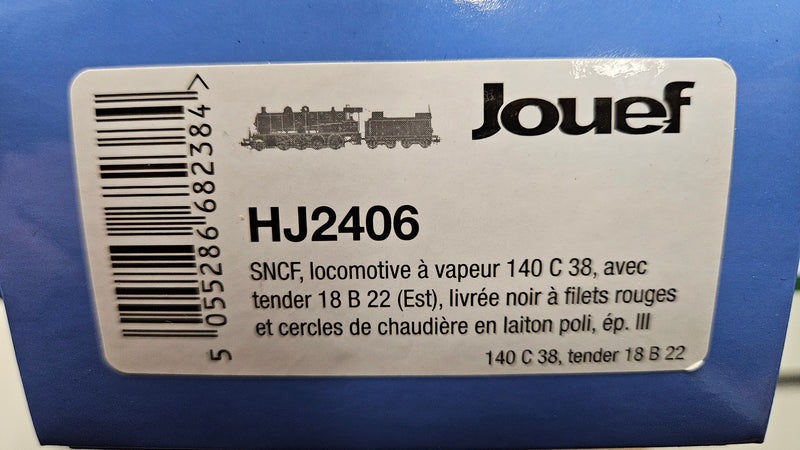 Jouef
HJ2406
SNCF, locomotive à vapeur 140 C 38, avec
tender 18 B 22 (Est), livrée noir à filets rouges
et cercles de chaudière en laiton poli, ép. III
140 C 38, tender 18 B 22
5 055286 682384 >